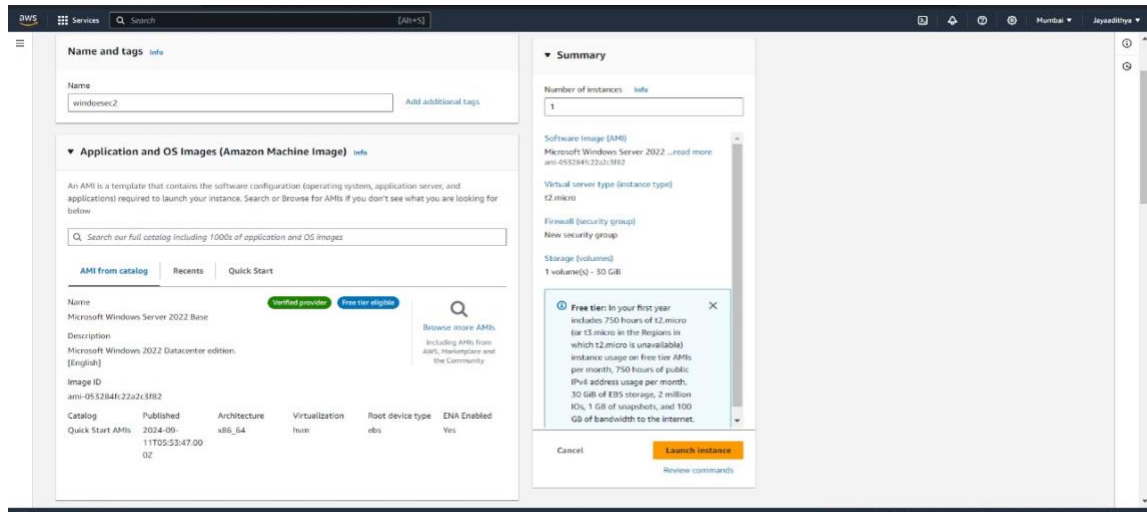 aws
Services
Search
[Alt+S]
Mumbai
Jayaadithya
Name and tags Info
Name
windoesec2
Add additional tags
Application and OS Images (Amazon Machine Image) Info
An AMI is a template that contains the software configuration (operating system, application server, and
applications) required to launch your instance. Search or Browse for AMIs if you don't see what you are looking for
below
Search our full catalog including 1000s of application and OS images
AMI from catalog
Recents
Quick Start
Name
Verified provider
Free tier eligible
Microsoft Windows Server 2022 Base
Description
Microsoft Windows 2022 Datacenter edition.
[English]
Image ID
ami-053284fc22a2c3f82
Browse more AMIs
Including AMIs from
AWS, Marketplace and
the Community
Catalog Published Architecture Virtualization Root device type ENA Enabled
Quick Start AMIs 2024-09- x86_64 hvm ebs Yes
11T05:53:47.00
0Z
Summary
Number of instances Info
1
Software Image (AMI)
Microsoft Windows Server 2022 ...read more
ami-053284fc22a2c3f82
Virtual server type (instance type)
t2.micro
Firewall (security group)
New security group
Storage (volumes)
1 volume(s) - 30 GiB
Free tier: In your first year
includes 750 hours of t2.micro
(or t3.micro in the Regions in
which t2.micro is unavailable)
instance usage on free tier AMIs
per month, 750 hours of public
IPv4 address usage per month,
30 GiB of EBS storage, 2 million
IOs, 1 GB of snapshots, and 100
GB of bandwidth to the internet.
Cancel
Launch instance
Review commands